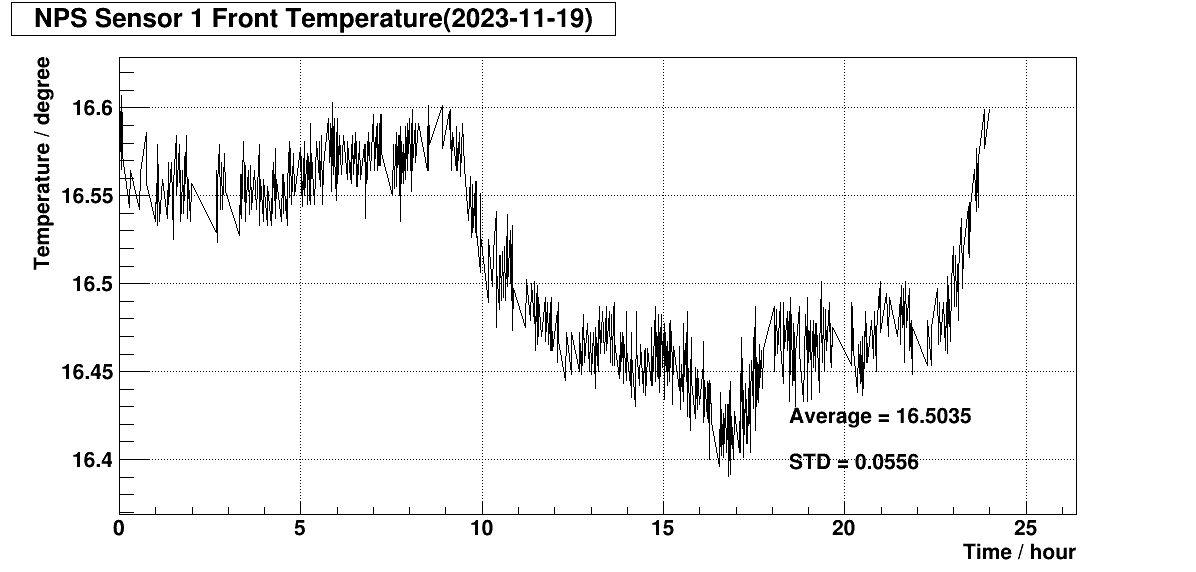 NPS Sensor 1 Front Temperature(2023-11-19)
Temperature / degree
16.6
16.55
16.5
16.45
16.4
Average = 16.5035
STD = 0.0556
0 5 10 15 20 25
Time / hour